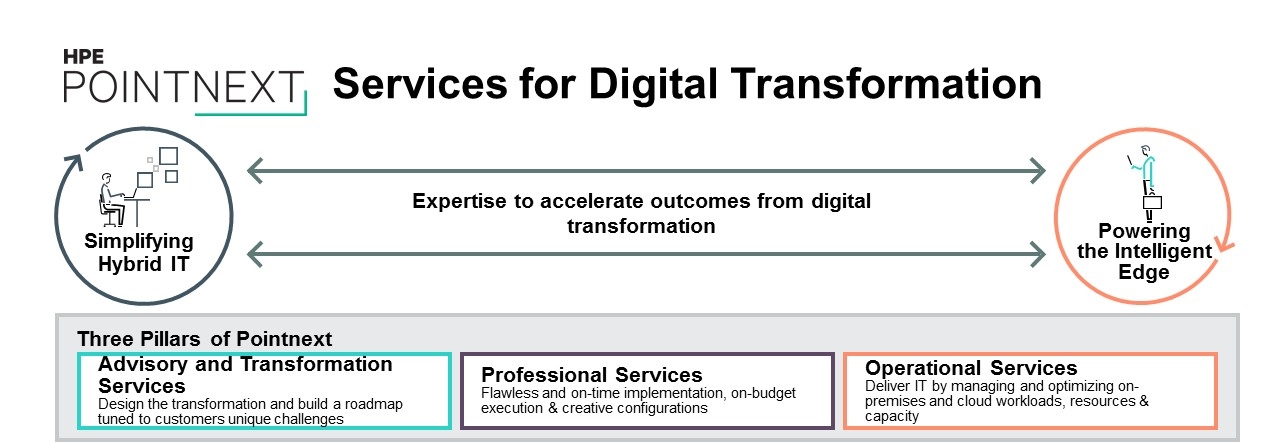 HPE
POINTNEXT
Services for Digital Transformation
Expertise to accelerate outcomes from digital
transformation
Simplifying
Hybrid IT
Powering
the Intelligent
Edge
Three Pillars of Pointnext
Advisory and Transformation
Services
Design the transformation and build a roadmap
tuned to customers unique challenges
Professional Services
Flawless and on-time implementation, on-budget
execution & creative configurations
Operational Services
Deliver IT by managing and optimizing on-
premises and cloud workloads, resources &
capacity